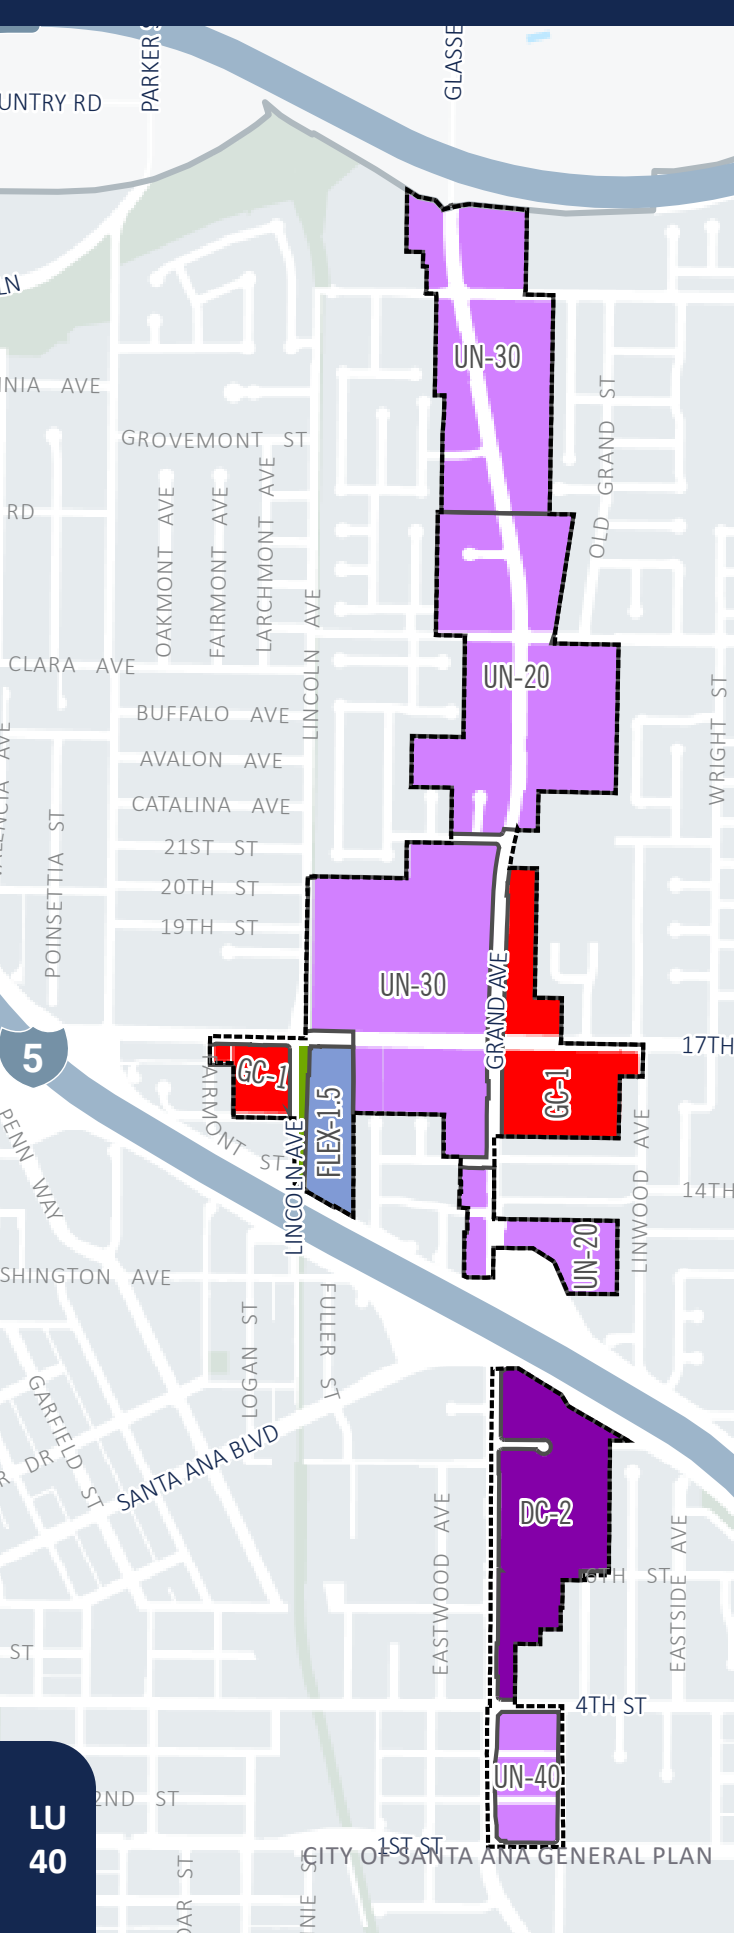 PARKER S
GLASSE
UNTRY RD
LN
UN-30
NIA AVE
GROVEMONT ST
OLD GRAND ST
RD
OAKMONT AVE
FAIRMONT AVE
LARCHMONT AVE
LINCOLN AVE
CLARA AVE
UN-20
WRIGHT ST
BUFFALO AVE
AVALON AVE
CATALINA AVE
POINSETTIA ST
21ST ST
20TH ST
19TH ST
UN-30
GRAND AVE
5
17TH
GC-1
FLEX-1.5
GC-1
FAIRMONT ST
LINCOLN AVE
PENN WAY
LINWOOD AVE
14TH
UN-20
SHINGTON AVE
LOGAN ST
FULLER ST
GARFIELD ST
R DR
SANTA ANA BLVD
DC-2
EASTWOOD AVE
6TH ST
EASTSIDE AVE
ST
4TH ST
UN-40
2ND ST
LU
40
1ST ST
CITY OF SANTA ANA GENERAL PLAN
DAR ST
NIE ST